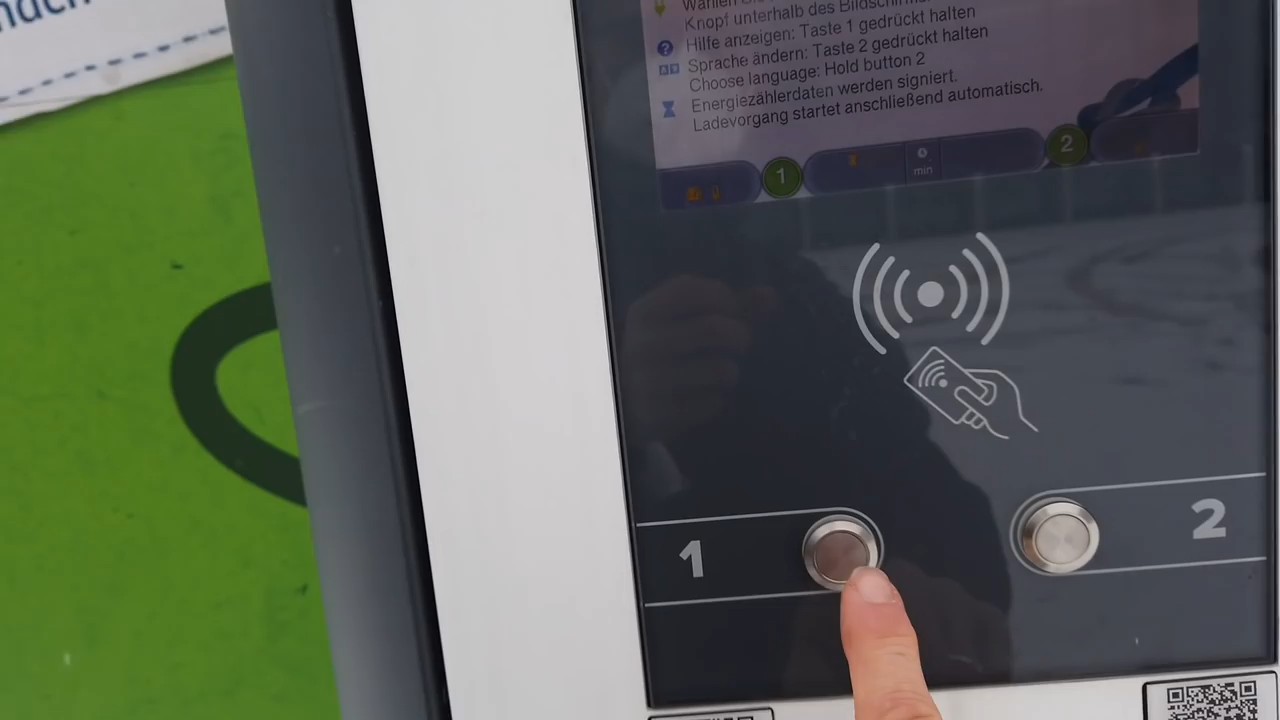 Wählen
Knopf unterhalb des Bildschirms.
Hilfe anzeigen: Taste 1 gedrückt halten
Sprache ändern: Taste 2 gedrückt halten
Choose language: Hold button 2
Energiezählerdaten werden signiert.
Ladevorgang startet anschließend automatisch.
1
min
2
1
2